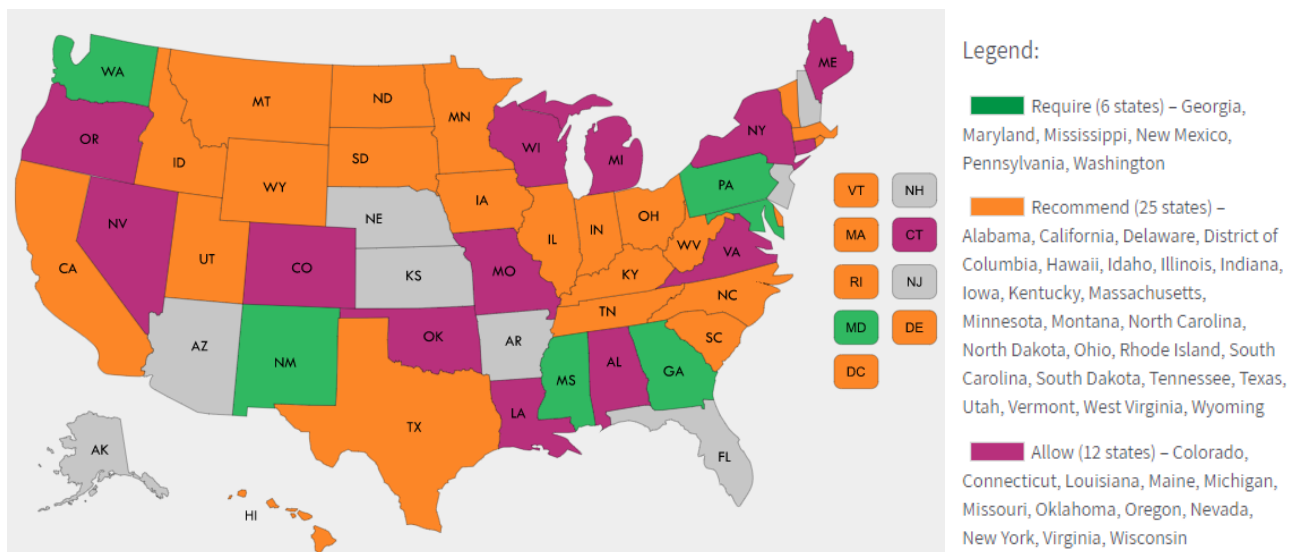 WA
MT
ND
MN
ME
OR
ID
SD
WI
MI
NY
WY
IA
PA
NV
NE
IL
IN
OH
UT
CO
KS
MO
KY
WV
VA
CA
AZ
NM
OK
AR
TN
NC
SC
TX
LA
MS
AL
GA
FL
AK
HI
VT NH
MA CT
RI NJ
MD DE
DC
Legend:
Require (6 states) – Georgia,
Maryland, Mississippi, New Mexico,
Pennsylvania, Washington
Recommend (25 states) –
Alabama, California, Delaware, District of
Columbia, Hawaii, Idaho, Illinois, Indiana,
Iowa, Kentucky, Massachusetts,
Minnesota, Montana, North Carolina,
North Dakota, Ohio, Rhode Island, South
Carolina, South Dakota, Tennessee, Texas,
Utah, Vermont, West Virginia, Wyoming
Allow (12 states) – Colorado,
Connecticut, Louisiana, Maine, Michigan,
Missouri, Oklahoma, Oregon, Nevada,
New York, Virginia, Wisconsin